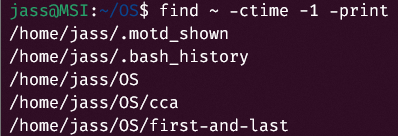 jass@MSI:~/OS$ find ~ -ctime -1 -print
/home/jass/.motd_shown
/home/jass/.bash_history
/home/jass/OS
/home/jass/OS/cca
/home/jass/OS/first-and-last